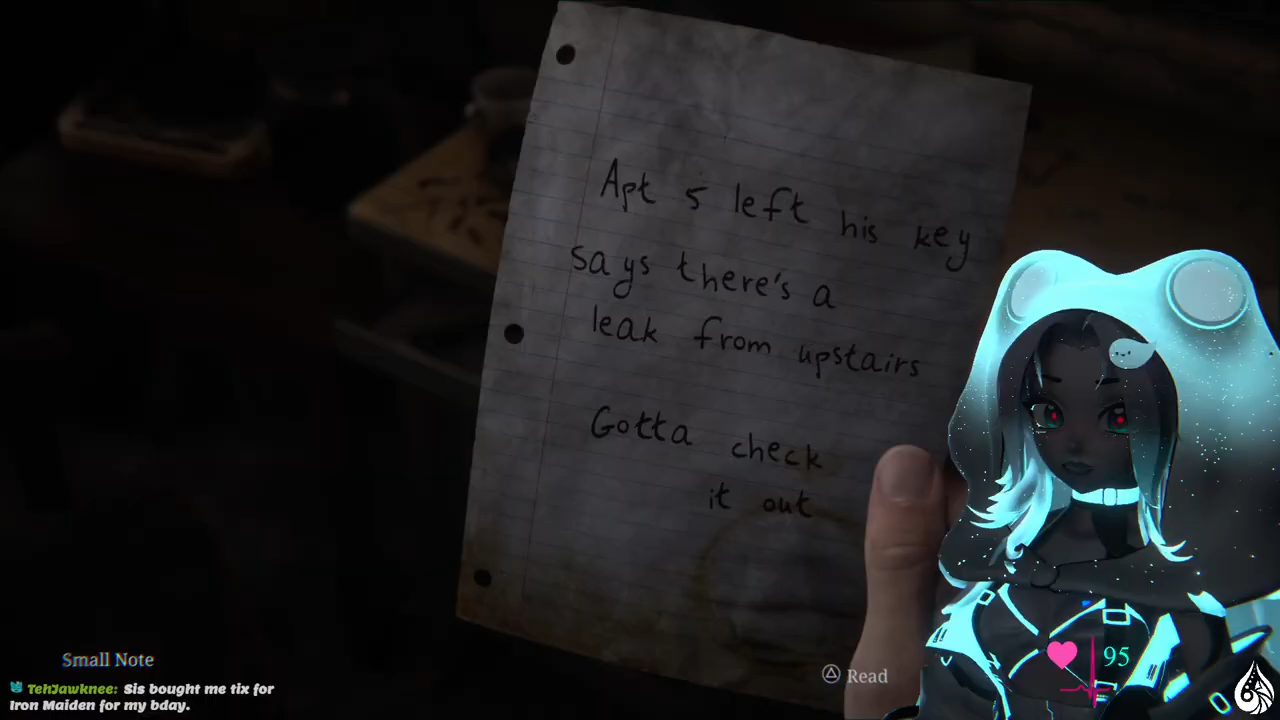 Apt 5 left his key
says there's a
leak from upstairs
Gotta check
it out
Small Note
Read
TehJawknee: Sis bought me tix for
Iron Maiden for my bday.
95